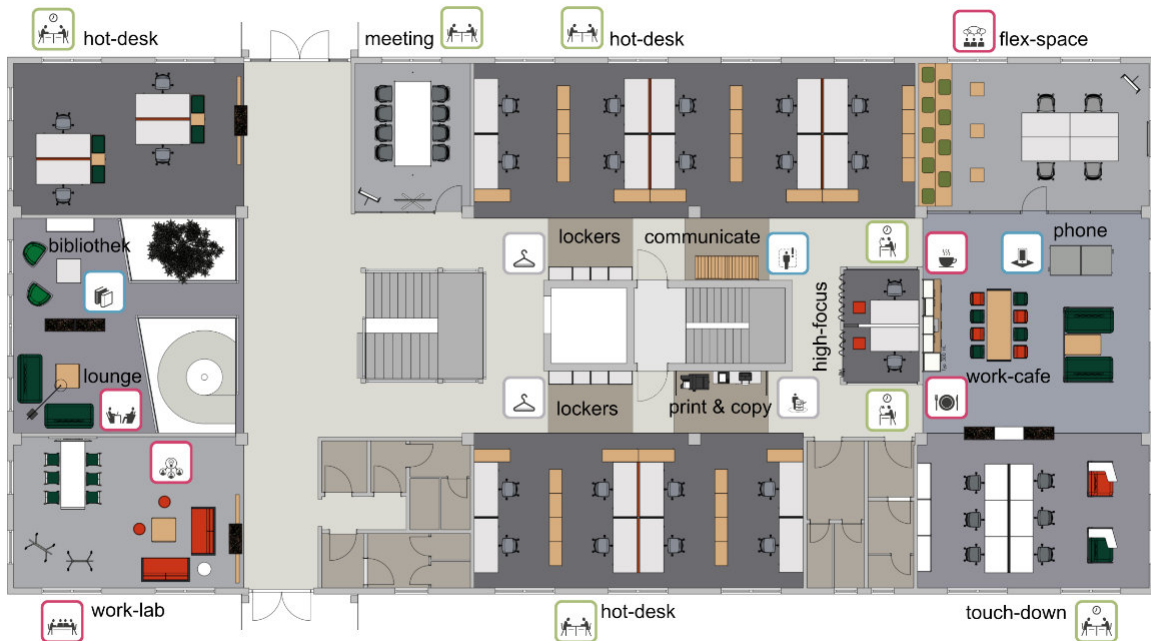 hot-desk
meeting
hot-desk
flex-space
bibliothek
lockers
communicate
phone
high-focus
lounge
work-cafe
lockers
print & copy
work-lab
hot-desk
touch-down